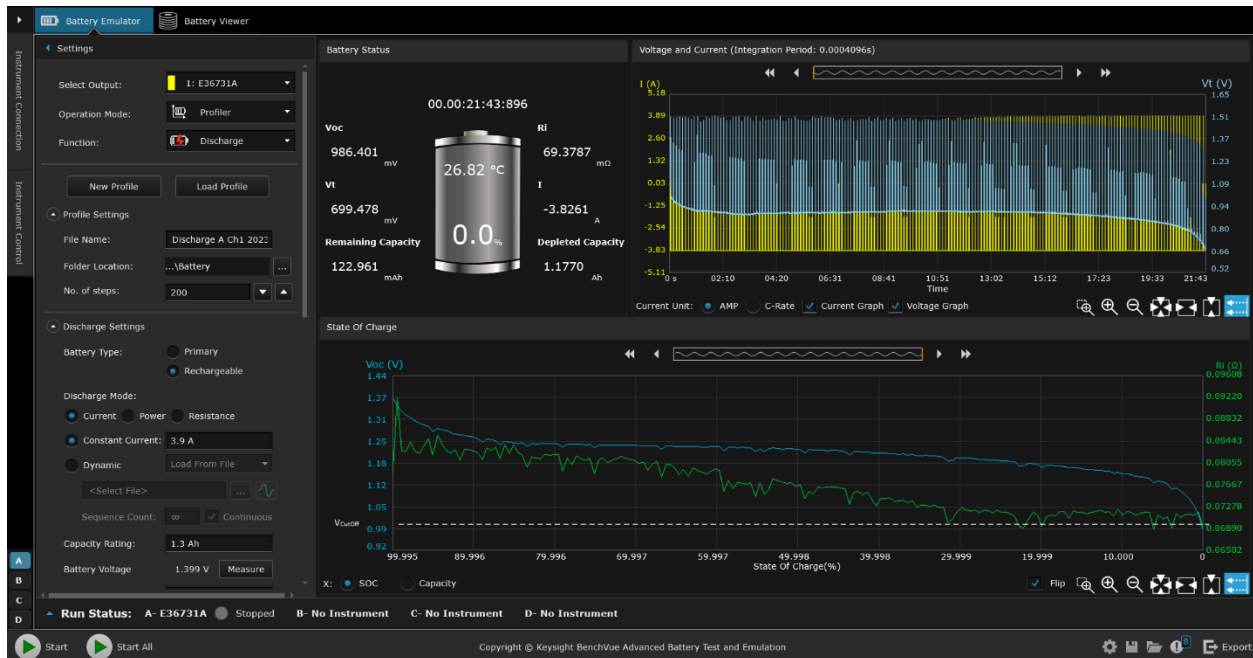 Battery Emulator
Battery Viewer
Instrument Connection
Instrument Control
Settings
Select Output: 1: E36731A
Operation Mode: Profiler
Function: Discharge
New Profile Load Profile
Profile Settings
File Name: Discharge A Ch1 202
Folder Location: ...\Battery ...
No. of steps: 200
Discharge Settings
Battery Type: Primary
Rechargeable
Discharge Mode:
Current Power Resistance
Constant Current: 3.9 A
Dynamic Load From File
<Select File> ...
Sequence Count: ∞ Continuous
Capacity Rating: 1.3 Ah
Battery Voltage 1.399 V Measure
A
B
C
D
Battery Status
00.00:21:43:896
Voc Ri
986.401 mV 69.3787 mΩ
26.82 °C
Vt I
699.478 mV -3.8261 A
0.0%
Remaining Capacity Depleted Capacity
122.961 mAh 1.1770 Ah
Voltage and Current (Integration Period: 0.0004096s)
I (A) Vt (V)
5.18 1.65
3.89 1.51
2.60 1.37
1.32 1.23
0.03 1.09
-1.25 0.94
-2.54 0.80
-3.83 0.66
-5.11 0.52
0 s 02:10 04:20 06:31 08:41 10:51 13:02 15:12 17:23 19:33 21:43
Time
Current Unit: AMP C-Rate Current Graph Voltage Graph
State Of Charge
Voc (V) Ri (Ω)
1.44 0.09608
1.37 0.09220
1.31 0.08832
1.25 0.08443
1.18 0.08055
1.12 0.07667
1.05 0.07278
VCutOff 0.99 0.06890
0.92 0.06502
99.995 89.996 79.996 69.997 59.997 49.998 39.998 29.999 19.999 10.000 0
State Of Charge(%)
X: SOC Capacity Flip
Run Status: A- E36731A Stopped B- No Instrument C- No Instrument D- No Instrument
Start Start All
Copyright © Keysight BenchVue Advanced Battery Test and Emulation
8
Export